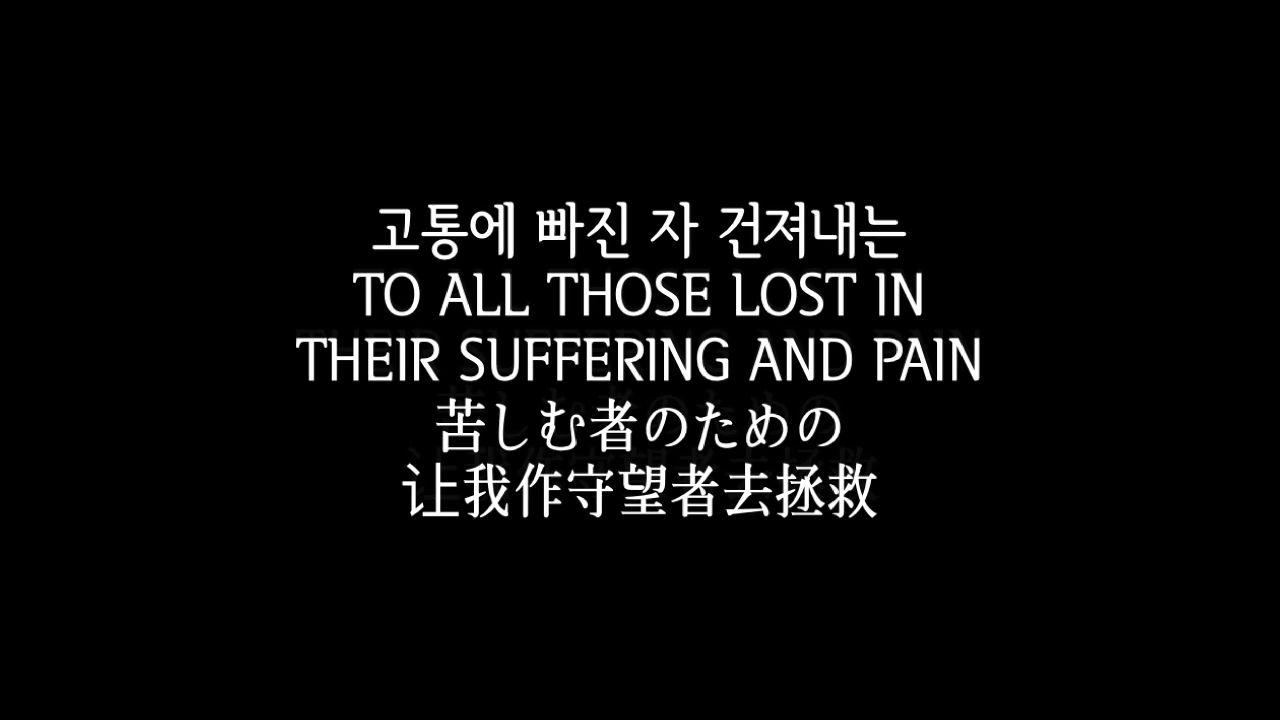 고통에 빠진 자 건져내는
TO ALL THOSE LOST IN
THEIR SUFFERING AND PAIN
苦しむ者のための
让我作守望者去拯救